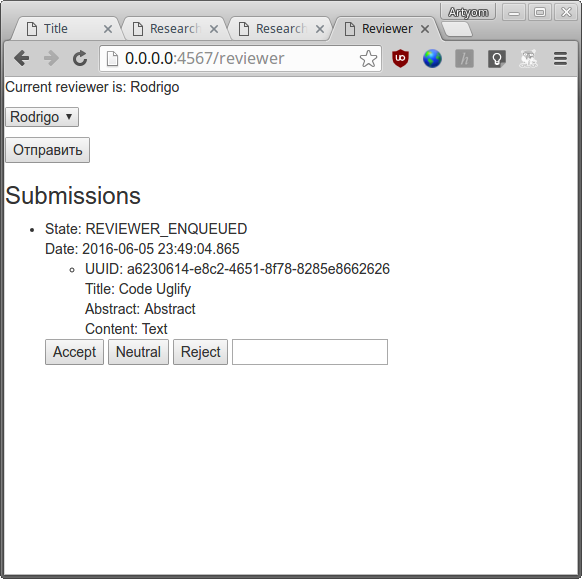 Artyom
Title
Research
Research
Reviewer
0.0.0.0:4567/reviewer
Current reviewer is: Rodrigo
Rodrigo
Отправить
Submissions
State: REVIEWER_ENQUEUED
Date: 2016-06-05 23:49:04.865
UUID: a6230614-e8c2-4651-8f78-8285e8662626
Title: Code Uglify
Abstract: Abstract
Content: Text
Accept Neutral Reject